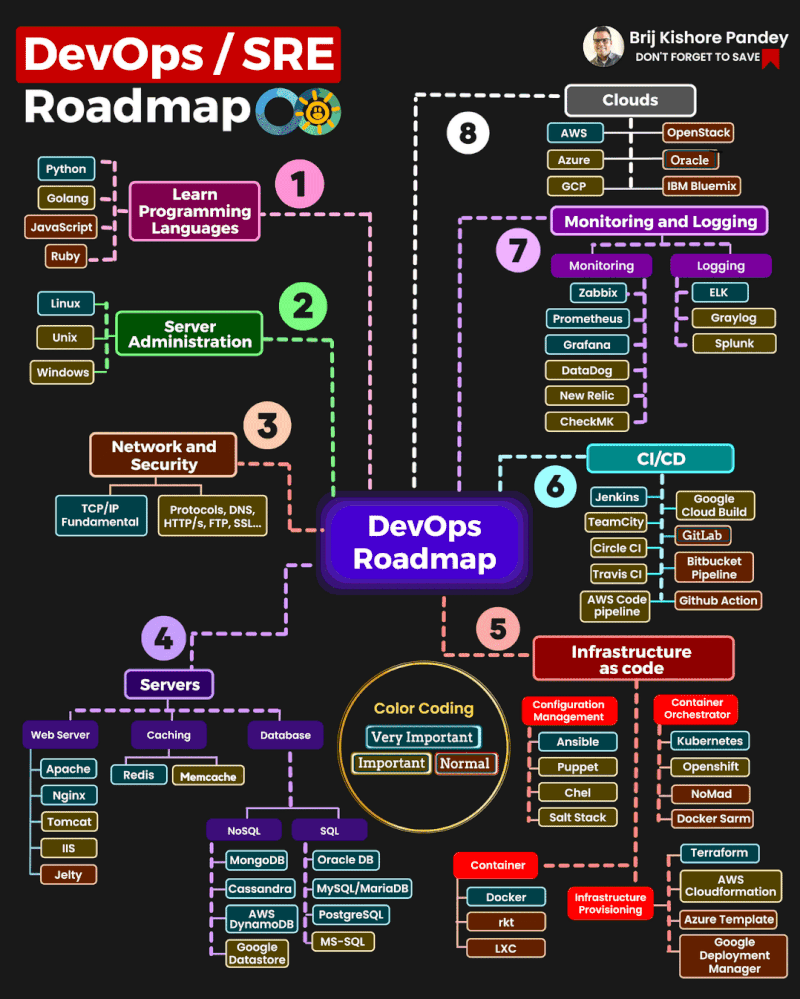 DevOps / SRE
Roadmap
Brij Kishore Pandey
DON'T FORGET TO SAVE
1
Learn
Programming
Languages
Python
Golang
JavaScript
Ruby
2
Server
Administration
Linux
Unix
Windows
3
Network and
Security
TCP/IP
Fundamental
Protocols, DNS,
HTTP/s, FTP, SSL...
DevOps
Roadmap
4
Servers
Web Server
Apache
Nginx
Tomcat
IIS
Jelty
Caching
Redis
Memcache
Database
NoSQL
MongoDB
Cassandra
AWS
DynamoDB
Google
Datastore
SQL
Oracle DB
MySQL/MariaDB
PostgreSQL
MS-SQL
Color Coding
Very Important
Important
Normal
5
Infrastructure
as code
Configuration
Management
Ansible
Puppet
Chel
Salt Stack
Container
Orchestrator
Kubernetes
Openshift
NoMad
Docker Sarm
Container
Docker
rkt
LXC
Infrastructure
Provisioning
Terraform
AWS
Cloudformation
Azure Template
Google
Deployment
Manager
6
CI/CD
Jenkins
TeamCity
Circle CI
Travis CI
AWS Code
pipeline
Google
Cloud Build
GitLab
Bitbucket
Pipeline
Github Action
7
Monitoring and Logging
Monitoring
Zabbix
Prometheus
Grafana
DataDog
New Relic
CheckMK
Logging
ELK
Graylog
Splunk
8
Clouds
AWS
Azure
GCP
OpenStack
Oracle
IBM Bluemix